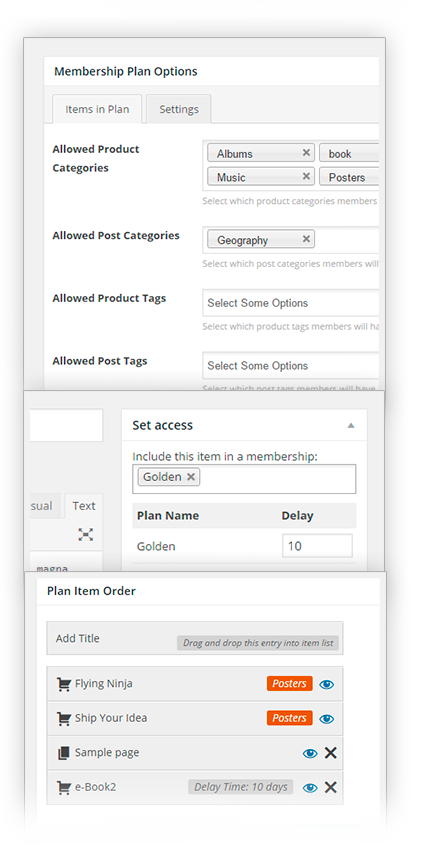 Membership Plan Options
Items in Plan Settings
Allowed Product Categories
Albums × book
Music × Posters
Select which product categories members
Allowed Post Categories
Geography ×
Select which post categories members will
Allowed Product Tags
Select Some Options
Select which product tags members will ha
Allowed Post Tags
Select Some Options
Select which post tags members will have
Set access
Include this item in a membership:
Golden ×
sual Text
magna
Plan Name Delay
Golden 10
Plan Item Order
Add Title Drag and drop this entry into item list
Flying Ninja Posters
Ship Your Idea Posters
Sample page
e-Book2 Delay Time: 10 days